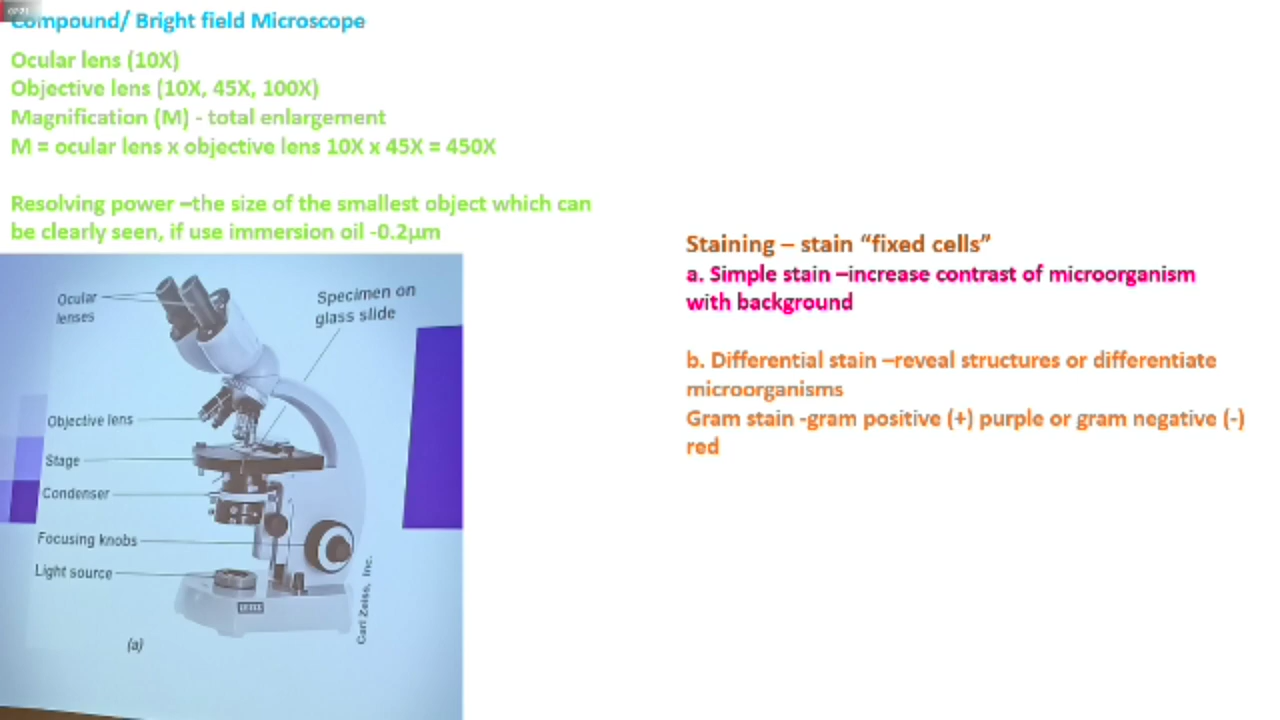 Compound/ Bright field Microscope
Ocular lens (10X)
Objective lens (10X, 45X, 100X)
Magnification (M) - total enlargement
M = ocular lens x objective lens 10X x 45X = 450X
Resolving power –the size of the smallest object which can
be clearly seen, if use immersion oil -0.2µm
Ocular
lenses
Specimen on
glass slide
Objective lens
Stage
Condenser
Focusing knobs
Light source
Carl Zeiss, Inc.
(a)
Staining – stain “fixed cells”
a. Simple stain –increase contrast of microorganism
with background
b. Differential stain –reveal structures or differentiate
microorganisms
Gram stain -gram positive (+) purple or gram negative (-)
red